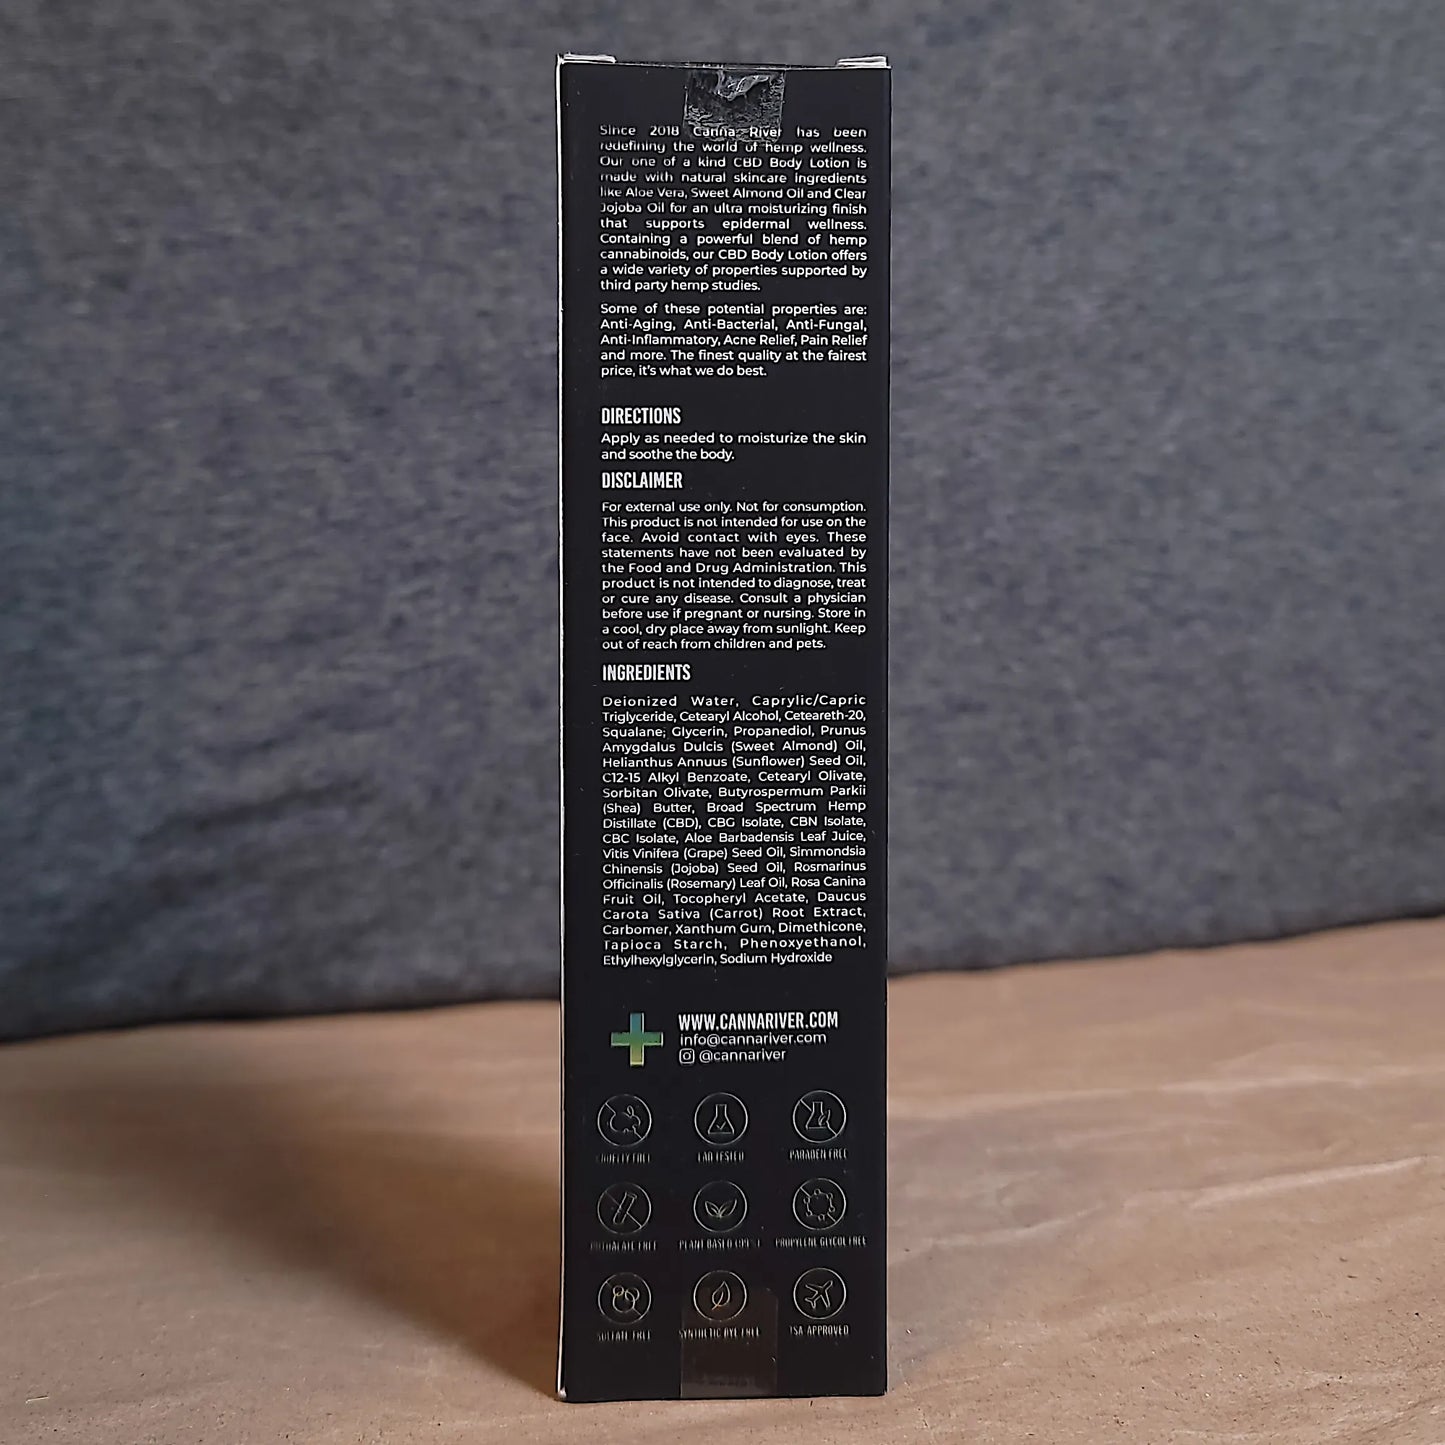 Since 2018 Canna River has been
redefining the world of hemp wellness.
Our one of a kind CBD Body Lotion is
made with natural skincare ingredients
like Aloe Vera, Sweet Almond Oil and Clear
Jojoba Oil for an ultra moisturizing finish
that supports epidermal wellness.
Containing a powerful blend of hemp
cannabinoids, our CBD Body Lotion offers
a wide variety of properties supported by
third party hemp studies.
Some of these potential properties are:
Anti-Aging, Anti-Bacterial, Anti-Fungal,
Anti-Inflammatory, Acne Relief, Pain Relief
and more. The finest quality at the fairest
price, it's what we do best.
DIRECTIONS
Apply as needed to moisturize the skin
and soothe the body.
DISCLAIMER
For external use only. Not for consumption.
This product is not intended for use on the
face. Avoid contact with eyes. These
statements have not been evaluated by
the Food and Drug Administration. This
product is not intended to diagnose, treat
or cure any disease. Consult a physician
before use if pregnant or nursing. Store in
a cool, dry place away from sunlight. Keep
out of reach from children and pets.
INGREDIENTS
Deionized Water, Caprylic/Capric
Triglyceride, Cetearyl Alcohol, Ceteareth-20,
Squalane, Glycerin, Propanediol, Prunus
Amygdalus Dulcis (Sweet Almond) Oil,
Helianthus Annuus (Sunflower) Seed Oil,
C12-15 Alkyl Benzoate, Cetearyl Olivate,
Sorbitan Olivate, Butyrospermum Parkii
(Shea) Butter, Broad Spectrum Hemp
Distillate (CBD), CBG Isolate, CBN Isolate,
CBC Isolate, Aloe Barbadensis Leaf Juice,
Vitis Vinifera (Grape) Seed Oil, Simmondsia
Chinensis (Jojoba) Seed Oil, Rosmarinus
Officinalis (Rosemary) Leaf Oil, Rosa Canina
Fruit Oil, Tocopheryl Acetate, Daucus
Carota Sativa (Carrot) Root Extract,
Carbomer, Xanthum Gum, Dimethicone,
Tapioca Starch, Phenoxyethanol,
Ethylhexylglycerin, Sodium Hydroxide
WWW.CANNARIVER.COM
info@cannariver.com
@cannariver
CRUELTY FREE
LAB TESTED
PARABEN FREE
PHTHALATE FREE
PLANT BASED
PROPYLENE GLYCOL FREE
SULFATE FREE
SYNTHETIC DYE FREE
TSA APPROVED